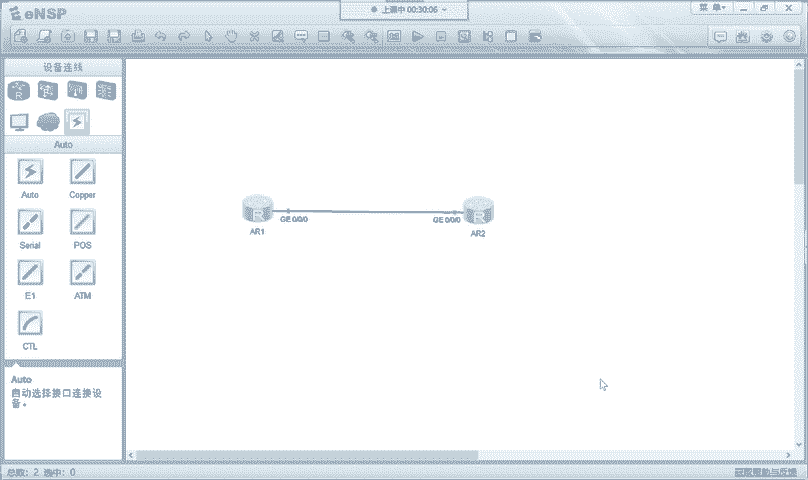 eNSP
上课中 00:30:06
菜 单
设备连线
Auto
Auto Copper
Serial POS
E1 ATM
CTL
Auto
自动选择接口连接设
备。
GE 0/0/0
GE 0/0/0
AR1
AR2
总数: 2 选中: 0
获取帮助与反馈